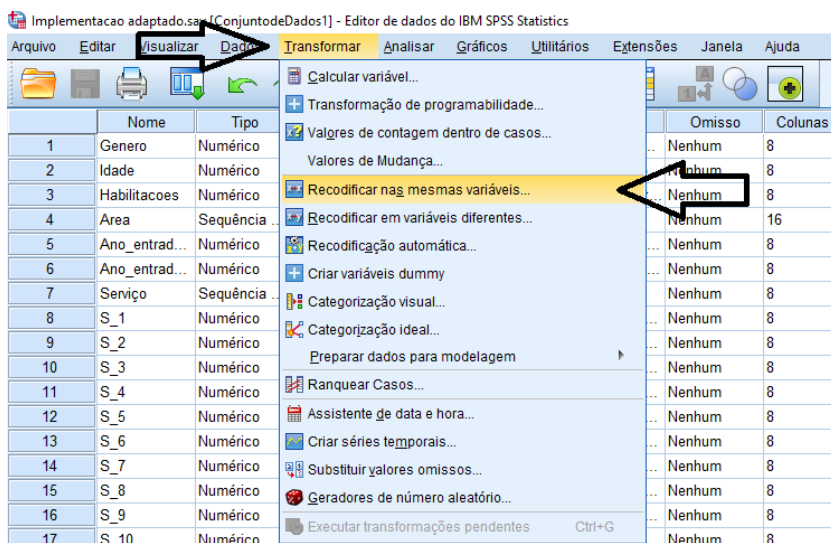 Implementacao adaptado.sav [ConjuntodeDados1] - Editor de dados do IBM SPSS Statistics
Arquivo Editar Visualizar Dados Transformar Analisar Gráficos Utilitários Extensões Janela Ajuda
Calcular variável...
Transformação de programabilidade...
Valores de contagem dentro de casos...
Valores de Mudança...
Recodificar nas mesmas variáveis...
Recodificar em variáveis diferentes...
Recodificação automática...
Criar variáveis dummy
Categorização visual...
Categorização ideal...
Preparar dados para modelagem
Ranquear Casos...
Assistente de data e hora...
Criar séries temporais...
Substituir valores omissos...
Geradores de número aleatório...
Executar transformações pendentes Ctrl+G
Nome Tipo Omisso Colunas
1 Genero Numérico Nenhum 8
2 Idade Numérico Nenhum 8
3 Habilitacoes Numérico Nenhum 8
4 Area Sequência ... Nenhum 16
5 Ano_entrad... Numérico Nenhum 8
6 Ano_entrad... Numérico Nenhum 8
7 Serviço Sequência ... Nenhum 8
8 S_1 Numérico Nenhum 8
9 S_2 Numérico Nenhum 8
10 S_3 Numérico Nenhum 8
11 S_4 Numérico Nenhum 8
12 S_5 Numérico Nenhum 8
13 S_6 Numérico Nenhum 8
14 S_7 Numérico Nenhum 8
15 S_8 Numérico Nenhum 8
16 S_9 Numérico Nenhum 8
17 S_10 Numérico Nenhum 8